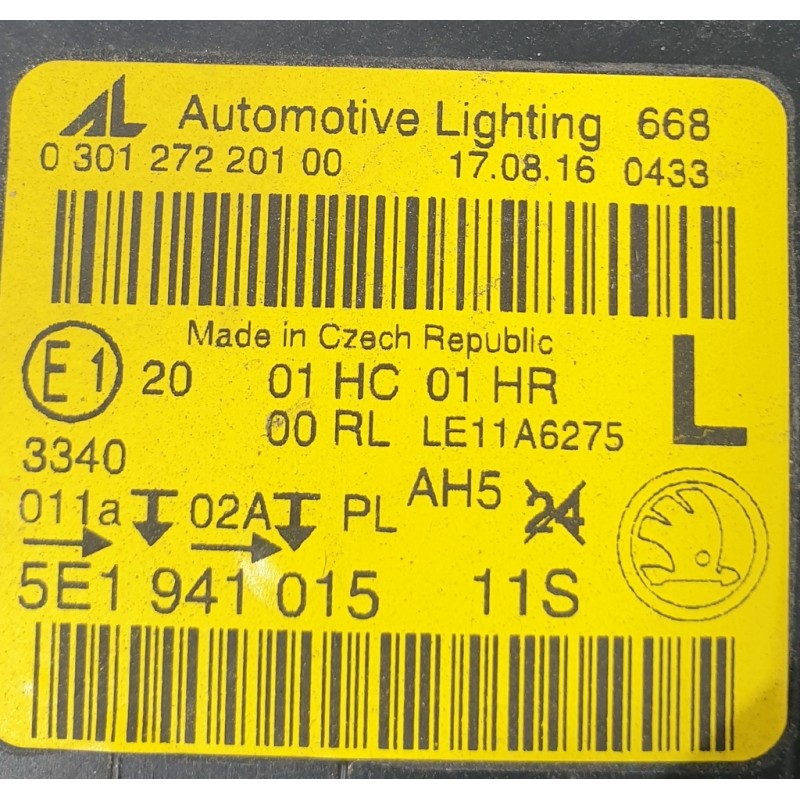 AL Automotive Lighting 668
0 301 272 201 00 17.08.16 0433
Made in Czech Republic
E1 20 01 HC 01 HR L
00 RL LE11A6275
3340
011a 02A PL AH5 24
5E1 941 015 11S